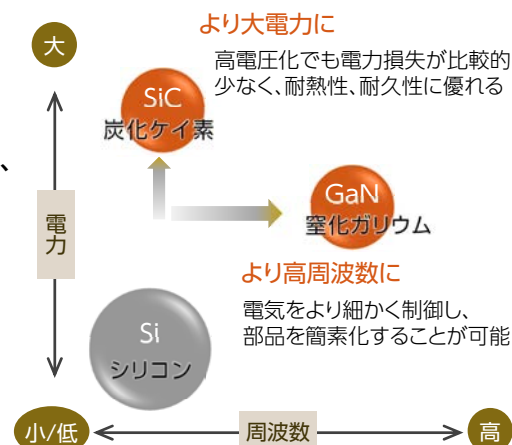 大
より大電力に
高電圧化でも電力損失が比較的
少なく、耐熱性、耐久性に優れる
SiC
炭化ケイ素
、
電力
GaN
窒化ガリウム
より高周波数に
電気をより細かく制御し、
部品を簡素化することが可能
Si
シリコン
小/低
周波数
高